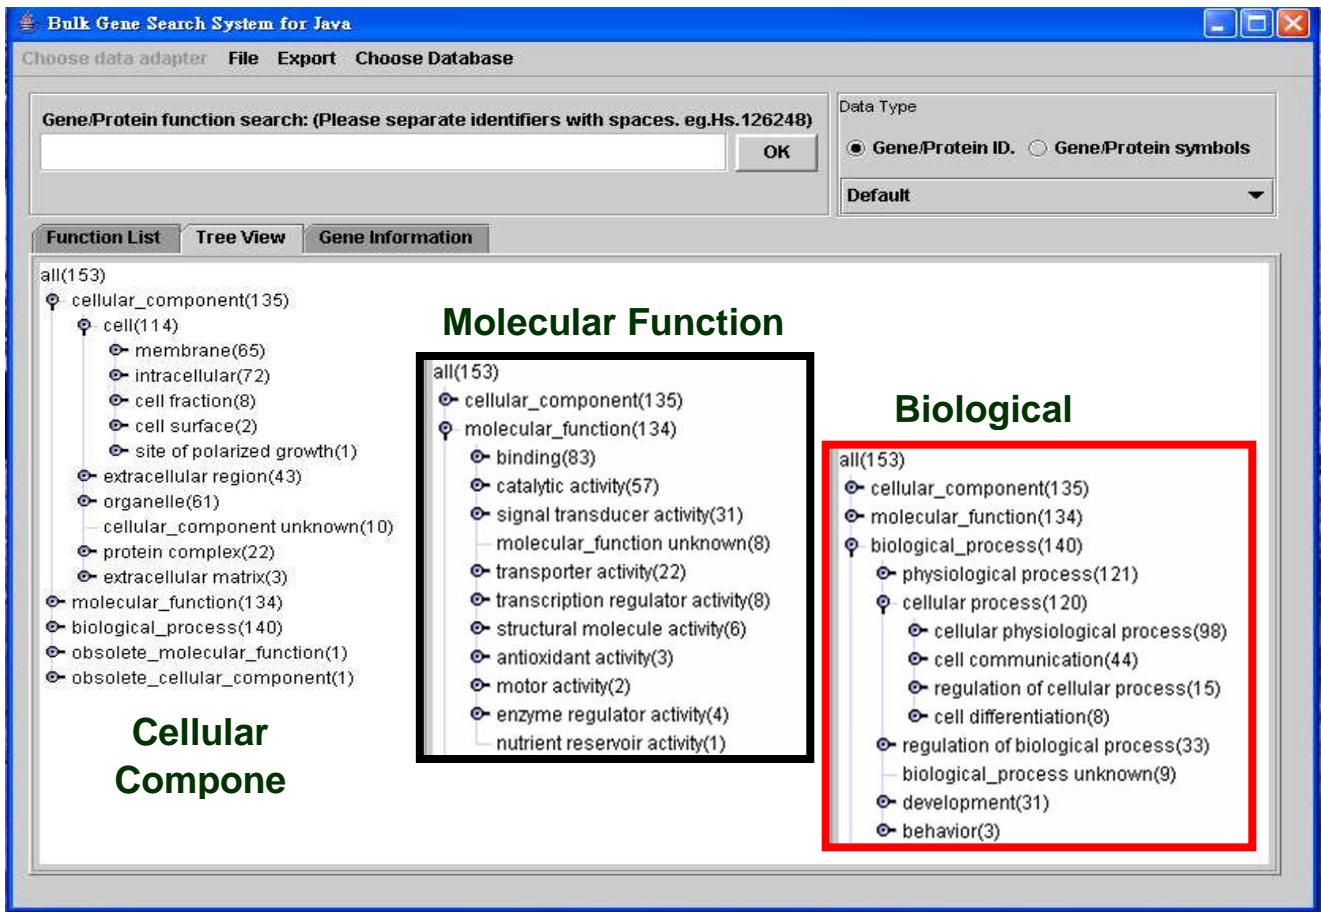 Bulk Gene Search System for Java
Choose data adapter File Export Choose Database
Gene/Protein function search: (Please separate identifiers with spaces. eg.Hs.126248)
OK
Data Type
Gene/Protein ID. Gene/Protein symbols
Default
Function List Tree View Gene Information
all(153)
cellular_component(135)
cell(114)
membrane(65)
intracellular(72)
cell fraction(8)
cell surface(2)
site of polarized growth(1)
extracellular region(43)
organelle(61)
cellular_component unknown(10)
protein complex(22)
extracellular matrix(3)
molecular_function(134)
biological_process(140)
obsolete_molecular_function(1)
obsolete_cellular_component(1)
Cellular
Compone
Molecular Function
all(153)
cellular_component(135)
molecular_function(134)
binding(83)
catalytic activity(57)
signal transducer activity(31)
molecular_function unknown(8)
transporter activity(22)
transcription regulator activity(8)
structural molecule activity(6)
antioxidant activity(3)
motor activity(2)
enzyme regulator activity(4)
nutrient reservoir activity(1)
Biological
all(153)
cellular_component(135)
molecular_function(134)
biological_process(140)
physiological process(121)
cellular process(120)
cellular physiological process(98)
cell communication(44)
regulation of cellular process(15)
cell differentiation(8)
regulation of biological process(33)
biological_process unknown(9)
development(31)
behavior(3)